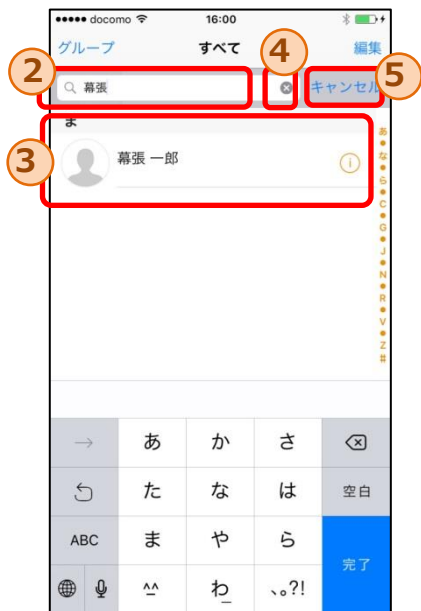 docomo 16:00
グループ すべて 編集
幕張 キャンセル
ま
幕張 一郎
あ
な
ら
C
G
J
N
R
V
Z
#
→ あ か さ
た な は 空白
ABC ま や ら 完了
^^ わ_ 、。?!
2
3
4
5